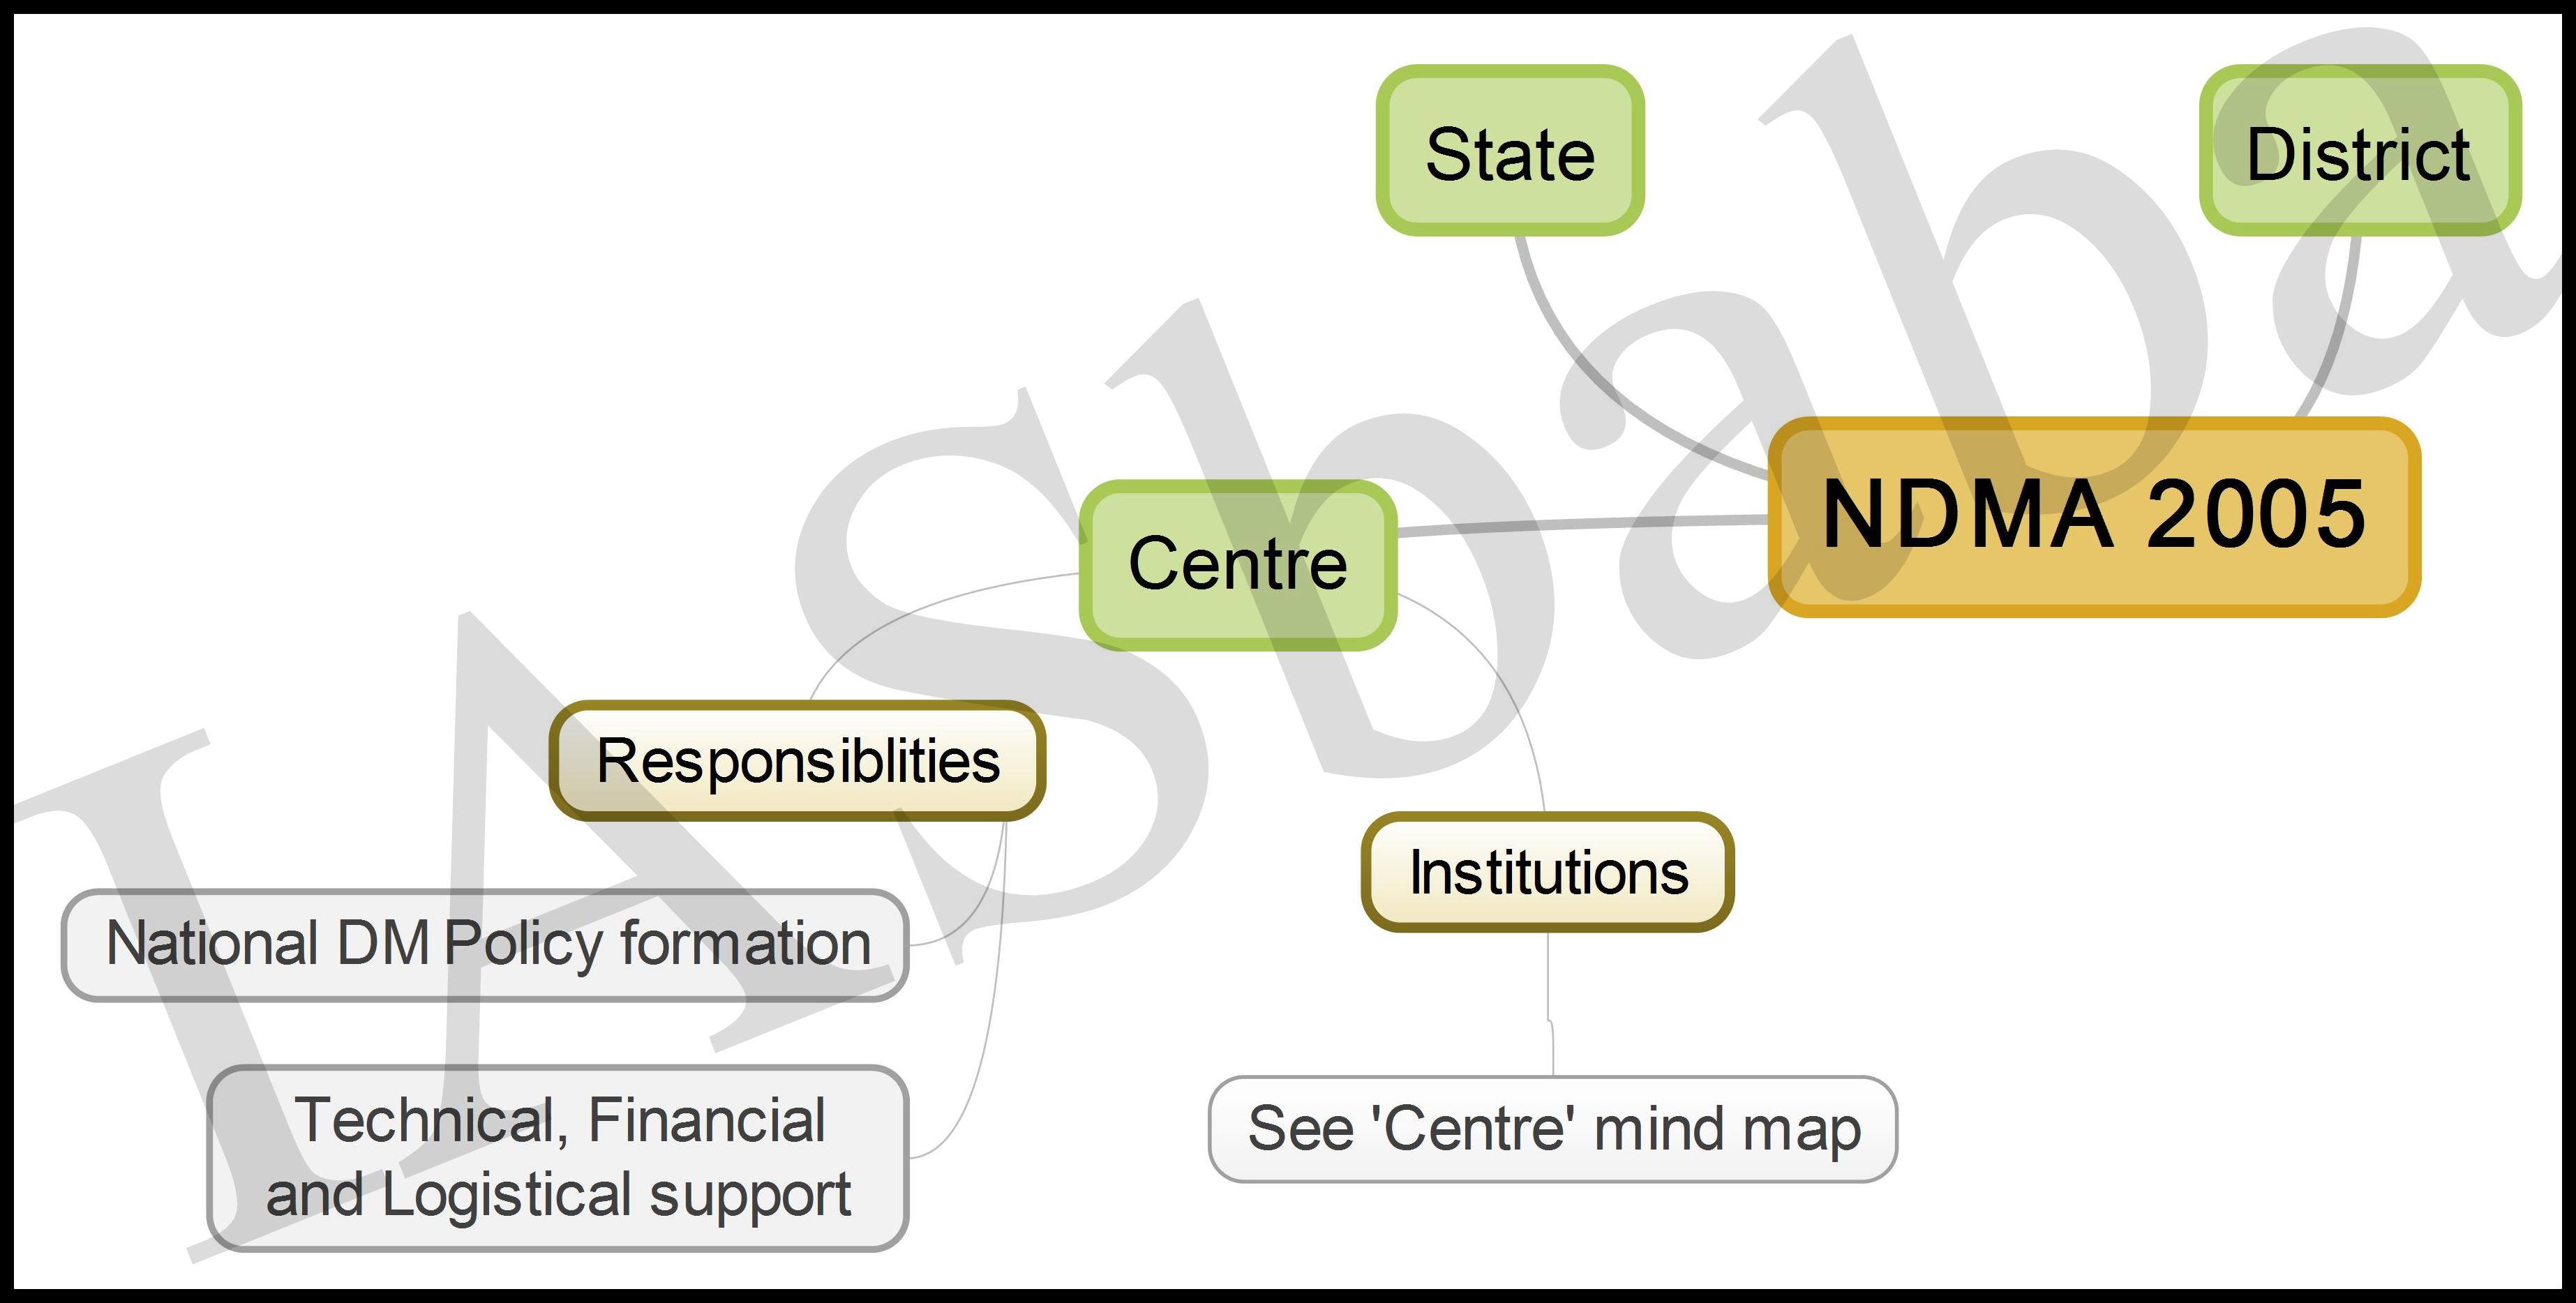 State
District
NDMA 2005
Centre
Responsiblities
Institutions
National DM Policy formation
Technical, Financial
and Logistical support
See 'Centre' mind map
IASbaba